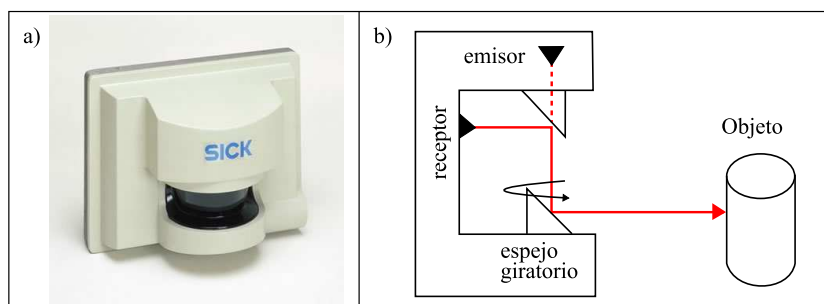 a)
SICK
b)
emisor
receptor
Objeto
espejo
giratorio